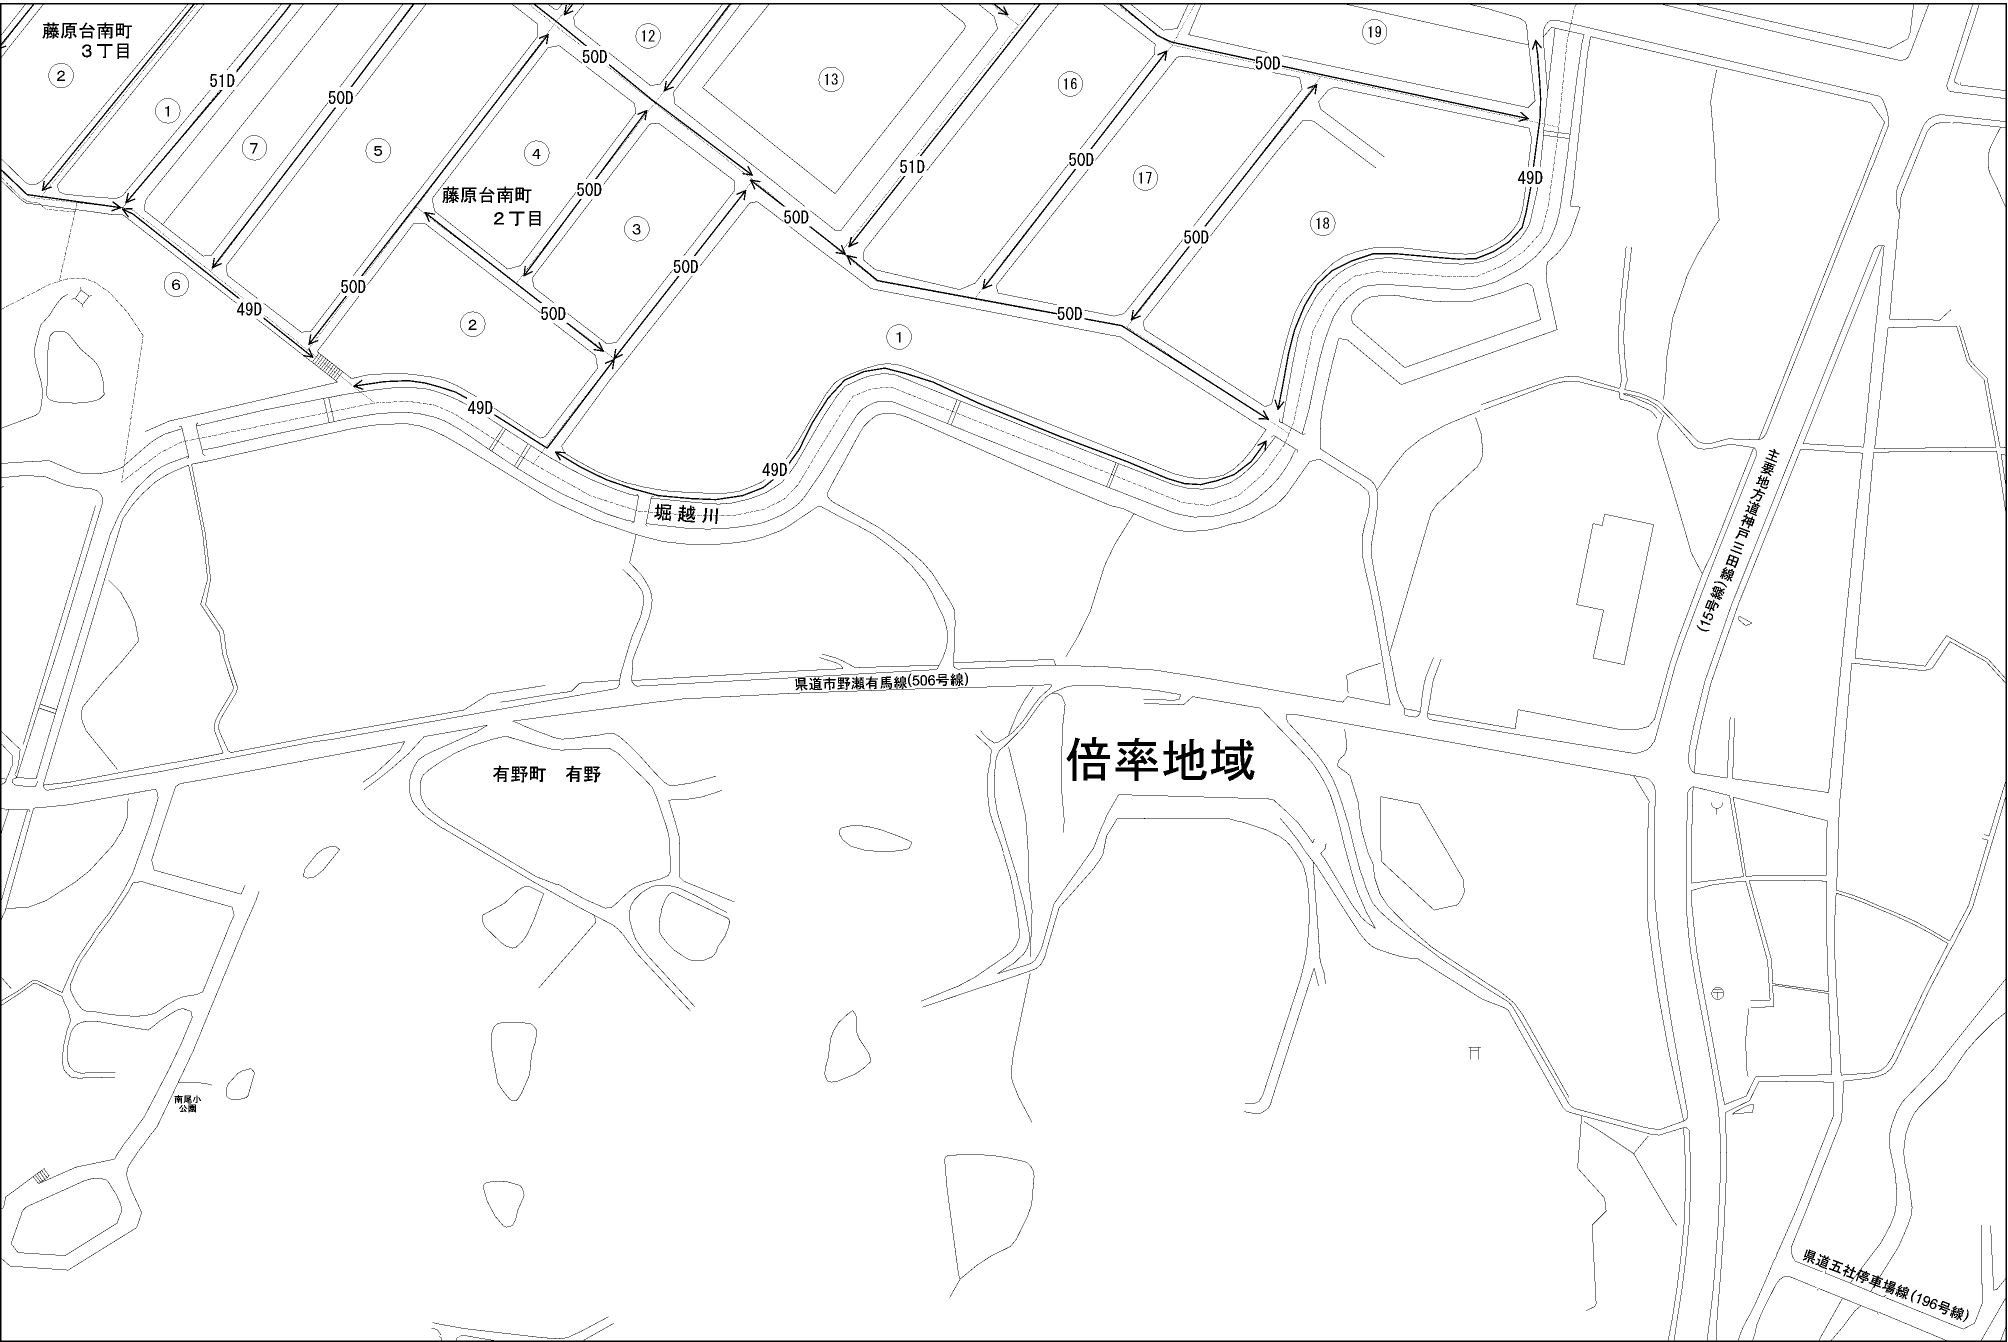 藤原台南町
3丁目
②
①
51D
⑦
50D
⑤
50D
⑫
④
藤原台南町
2丁目
50D
③
50D
⑬
50D
51D
⑯
50D
50D
⑰
50D
⑲
49D
⑱
⑥
49D
50D
②
50D
①
50D
49D
49D
堀越川
主要地方道神戸三田線
(15号線)
県道市野瀬有馬線(506号線)
倍率地域
有野町 有野
南尾小
公園
県道五社停車場線(196号線)